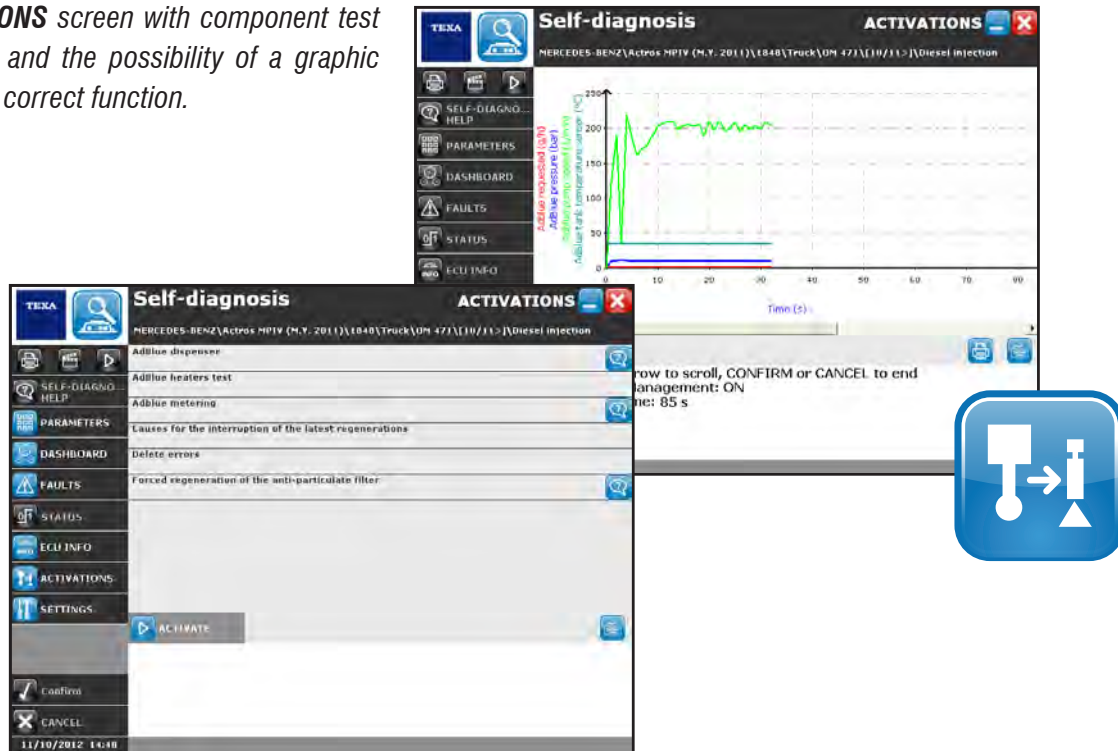 ONS screen with component test
and the possibility of a graphic
correct function.
TEXA
Self-diagnosis
ACTIVATIONS
MERCEDES-BENZ\Actros MPIV (M.Y. 2011)\1848\Truck\OM 471\[10/11>]\Diesel injection
SELF-DIAGNO...
HELP
PARAMETERS
DASHBOARD
FAULTS
STATUS
ECU INFO
AdBlue requested (g/h)
AdBlue pressure (bar)
AdBlue pump speed (1/min)
AdBlue tank temperature sensor (°C)
250
200
150
100
50
0
0 10 20 30 40 50 60 70 80
Time (s)
row to scroll, CONFIRM or CANCEL to end
anagement: ON
me: 85 s
TEXA
Self-diagnosis
ACTIVATIONS
MERCEDES-BENZ\Actros MPIV (M.Y. 2011)\1848\Truck\OM 471\[10/11>]\Diesel injection
SELF-DIAGNO...
HELP
PARAMETERS
DASHBOARD
FAULTS
STATUS
ECU INFO
ACTIVATIONS
SETTINGS
AdBlue dispenser
AdBlue heaters test
Adblue metering
Causes for the interruption of the latest regenerations
Delete errors
Forced regeneration of the anti-particulate filter
ACTIVATE
Confirm
CANCEL
11/10/2012 14:48